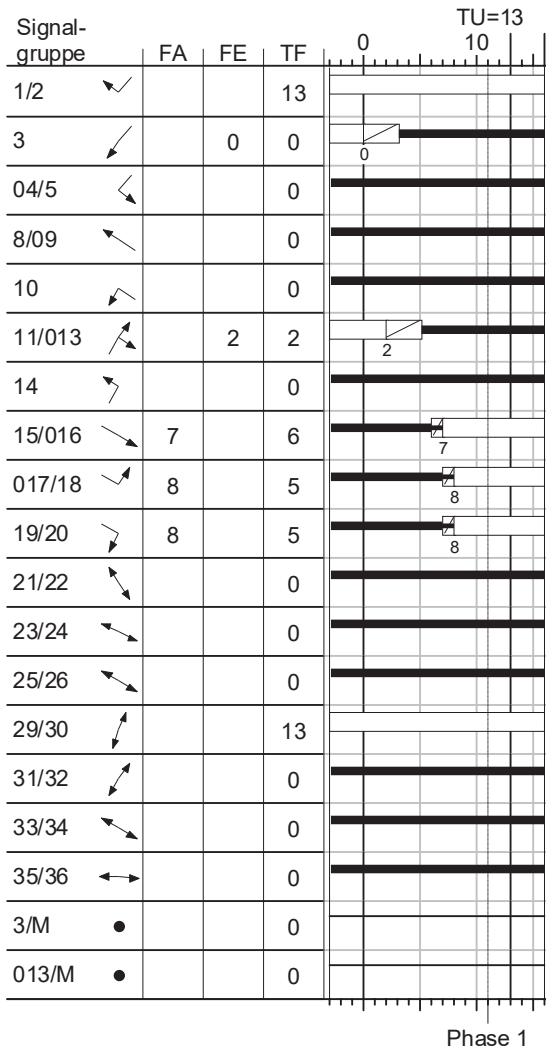 TU=13
Signal-
gruppe FA FE TF 0 10
1/2 13
3 0 0
0
04/5 0
8/09 0
10 0
11/013 2 2
2
14 0
15/016 7 6
7
017/18 8 5
8
19/20 8 5
8
21/22 0
23/24 0
25/26 0
29/30 13
31/32 0
33/34 0
35/36 0
3/M 0
013/M 0
Phase 1